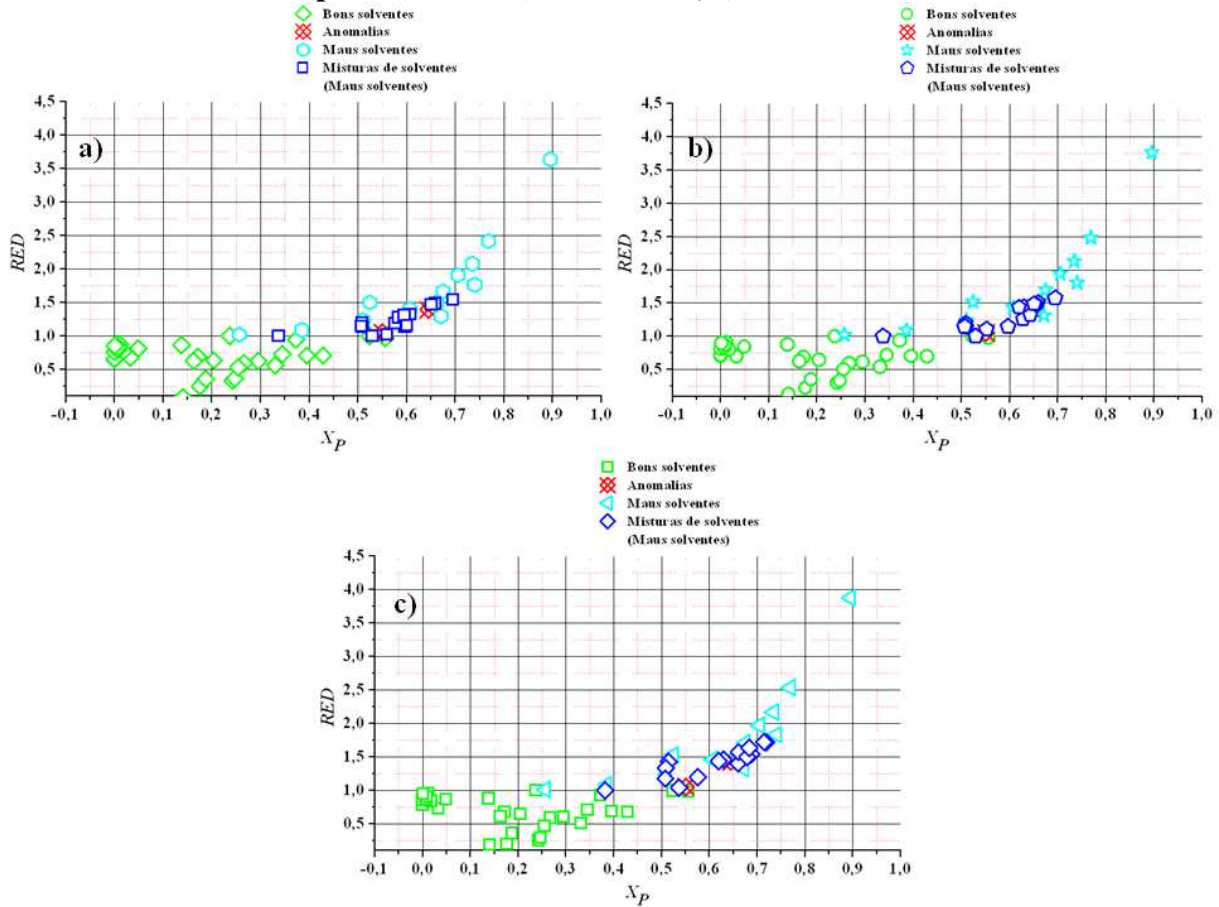 Bons solventes
Anomalias
Maus solventes
Misturas de solventes
(Maus solventes)
a)
4,5
4,0
3,5
3,0
2,5
2,0
1,5
1,0
0,5
RED
-0,1 0,0 0,1 0,2 0,3 0,4 0,5 0,6 0,7 0,8 0,9 1,0
X_P
Bons solventes
Anomalias
Maus solventes
Misturas de solventes
(Maus solventes)
b)
4,5
4,0
3,5
3,0
2,5
2,0
1,5
1,0
0,5
RED
-0,1 0,0 0,1 0,2 0,3 0,4 0,5 0,6 0,7 0,8 0,9 1,0
X_P
Bons solventes
Anomalias
Maus solventes
Misturas de solventes
(Maus solventes)
c)
4,5
4,0
3,5
3,0
2,5
2,0
1,5
1,0
0,5
RED
-0,1 0,0 0,1 0,2 0,3 0,4 0,5 0,6 0,7 0,8 0,9 1,0
X_P